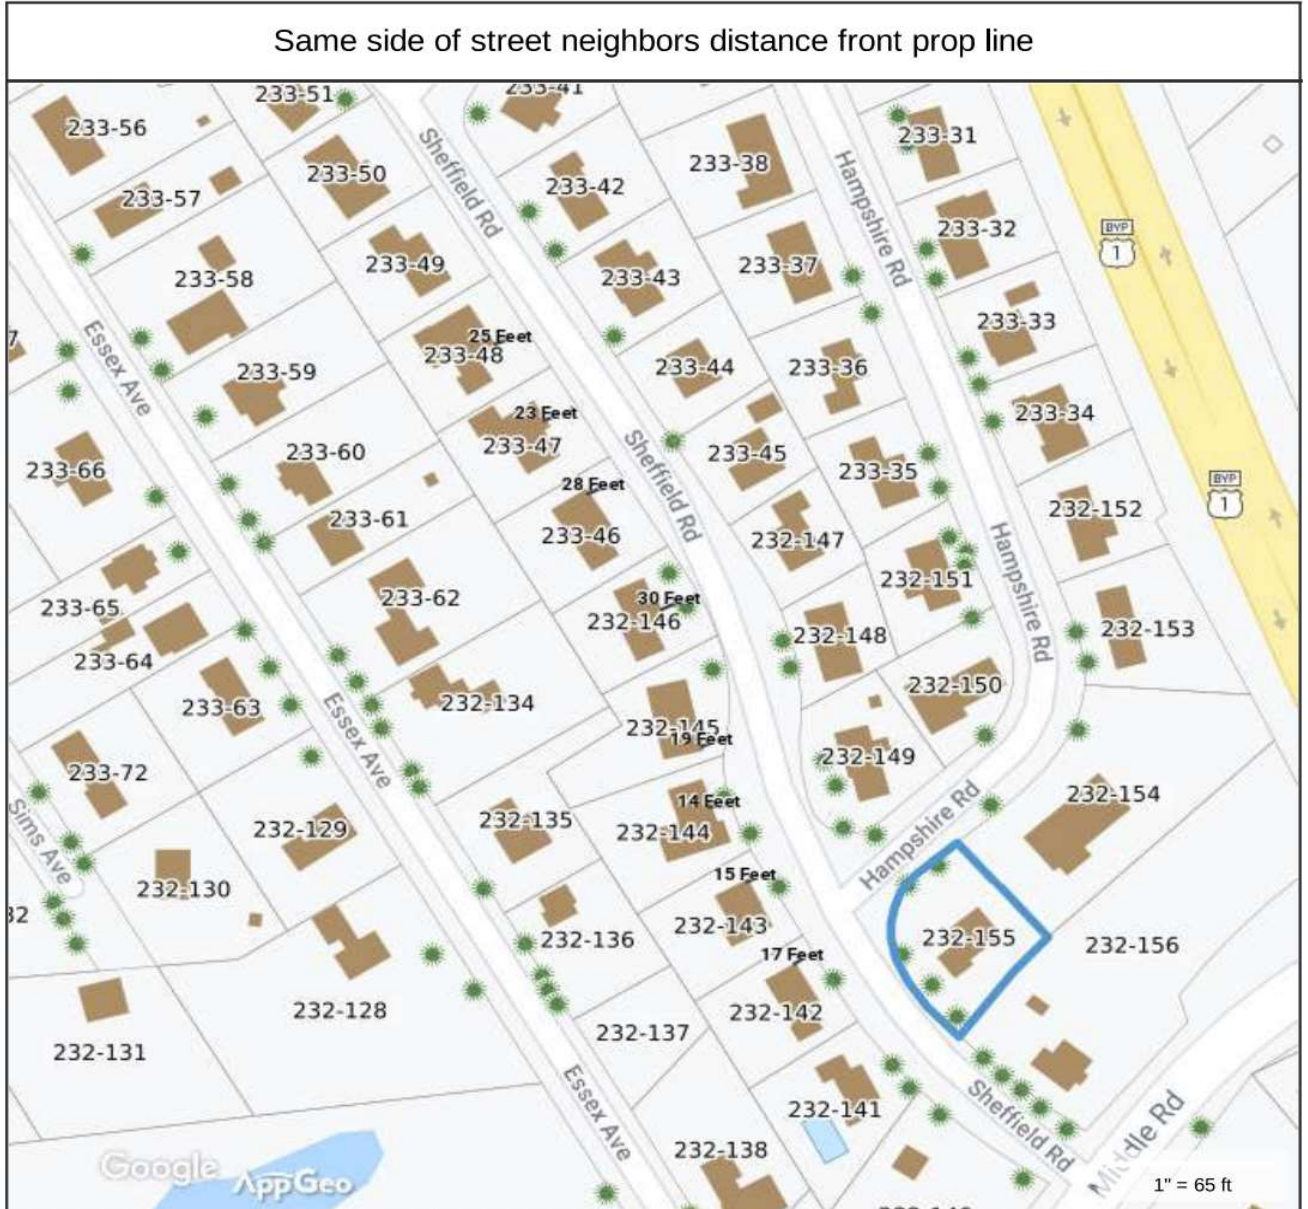 Same side of street neighbors distance front prop line
233-51
233-41
233-56
233-31
233-38
233-50
233-42
233-57
Sheffield Rd
Hampshire Rd
233-32
BYP
1
233-49
233-37
233-43
233-58
233-33
7
Essex Ave
25 Feet
233-48
233-44
233-36
233-59
23 Feet
233-34
233-47
233-60
233-45
233-66
233-35
Sheffield Rd
28 Feet
BYP
1
232-152
233-61
233-46
232-147
Hampshire Rd
232-151
233-62
30 Feet
233-65
232-146
232-148
232-153
233-64
232-150
233-63
232-134
Essex Ave
232-145
19 Feet
232-149
233-72
232-154
14 Feet
Sims Ave
232-129
232-135
232-144
Hampshire Rd
15 Feet
232-130
32
232-143
232-136
232-155
232-156
17 Feet
232-128
232-142
232-137
232-131
Essex Ave
232-141
Sheffield Rd
Middle Rd
232-138
Google
AppGeo
1" = 65 ft